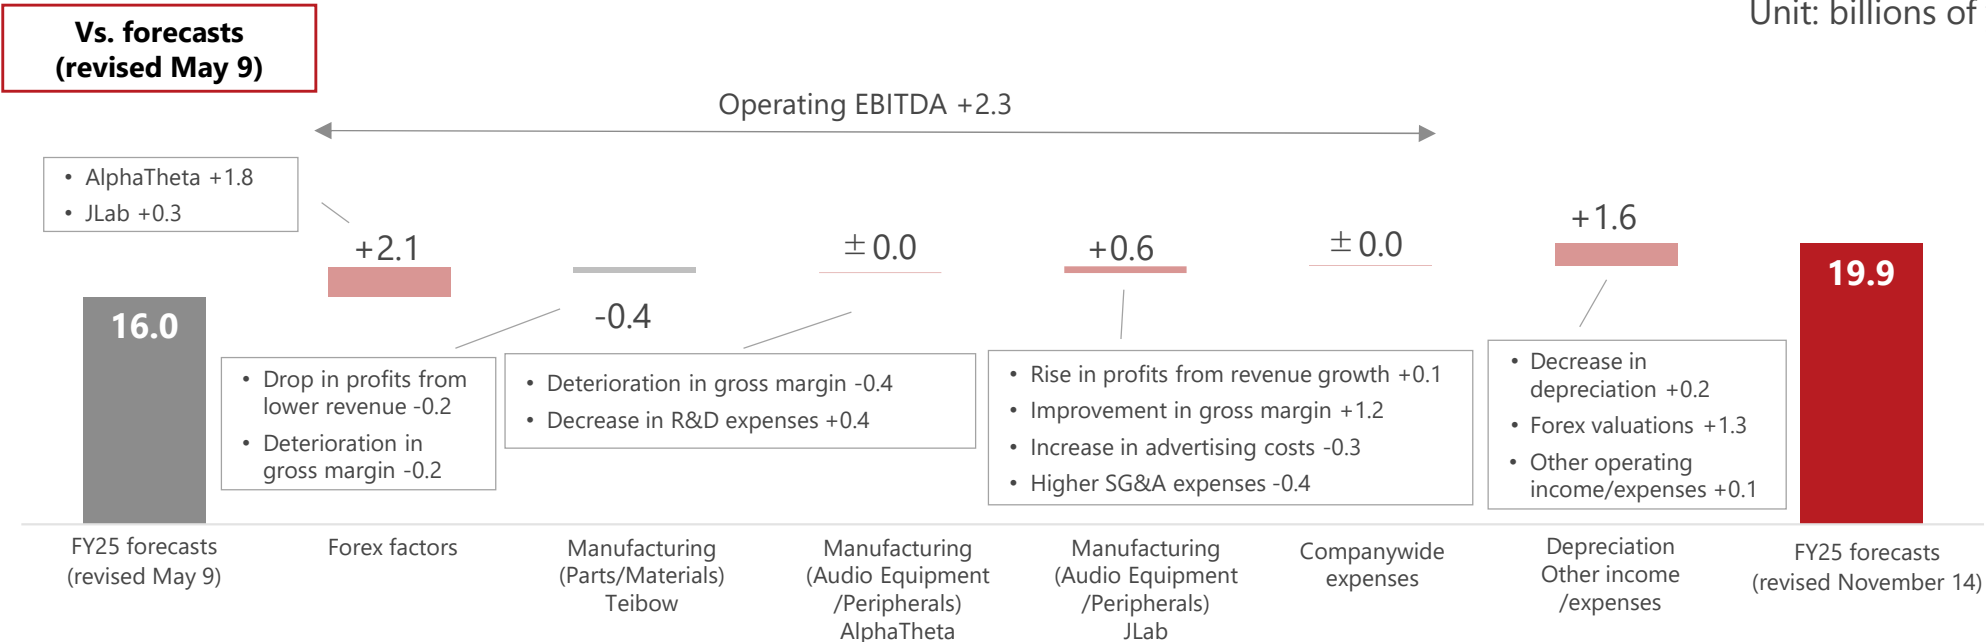 Vs. forecasts
(revised May 9)
Unit: billions of
Operating EBITDA +2.3
• AlphaTheta +1.8
• JLab +0.3
+2.1
-0.4
±0.0
+0.6
±0.0
+1.6
16.0
19.9
• Drop in profits from
lower revenue -0.2
• Deterioration in
gross margin -0.2
• Deterioration in gross margin -0.4
• Decrease in R&D expenses +0.4
• Rise in profits from revenue growth +0.1
• Improvement in gross margin +1.2
• Increase in advertising costs -0.3
• Higher SG&A expenses -0.4
• Decrease in
depreciation +0.2
• Forex valuations +1.3
• Other operating
income/expenses +0.1
FY25 forecasts
(revised May 9)
Forex factors
Manufacturing
(Parts/Materials)
Teibow
Manufacturing
(Audio Equipment
/Peripherals)
AlphaTheta
Manufacturing
(Audio Equipment
/Peripherals)
JLab
Companywide
expenses
Depreciation
Other income
/expenses
FY25 forecasts
(revised November 14)